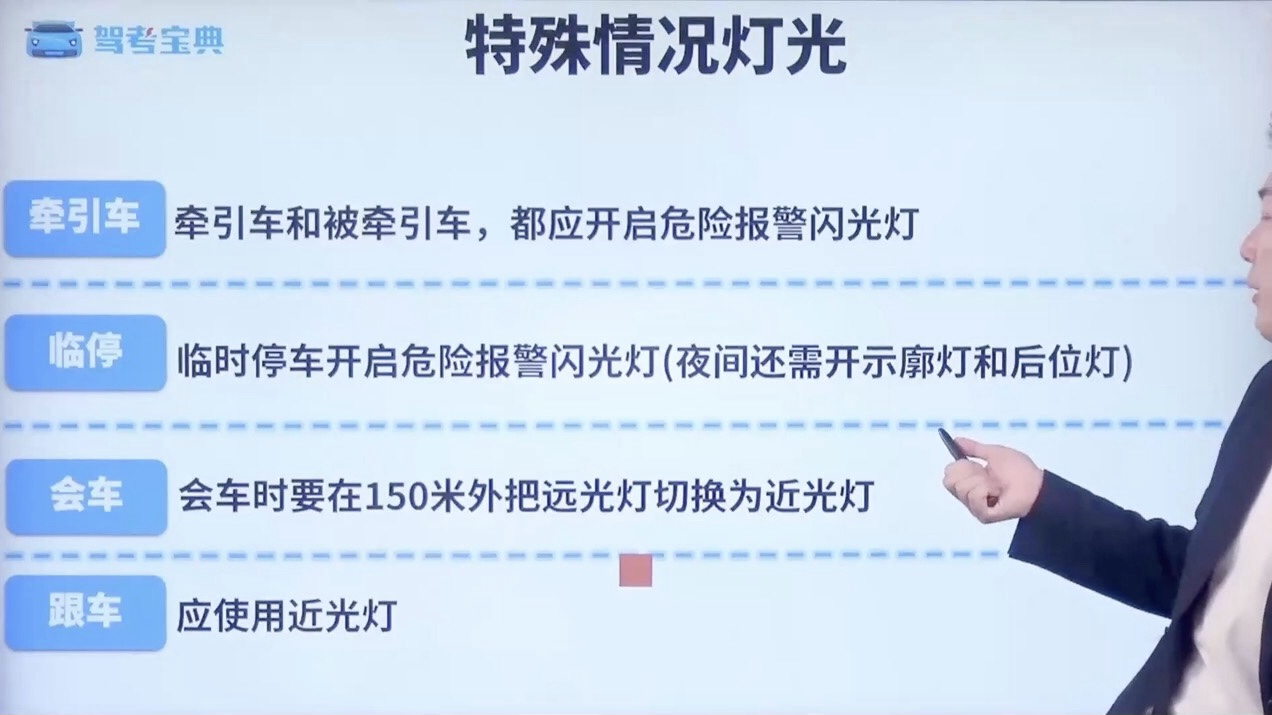 驾考宝典
特殊情况灯光
牵引车
牵引车和被牵引车，都应开启危险报警闪光灯
临停
临时停车开启危险报警闪光灯(夜间还需开示廓灯和后位灯)
会车
会车时要在150米外把远光灯切换为近光灯
跟车
应使用近光灯